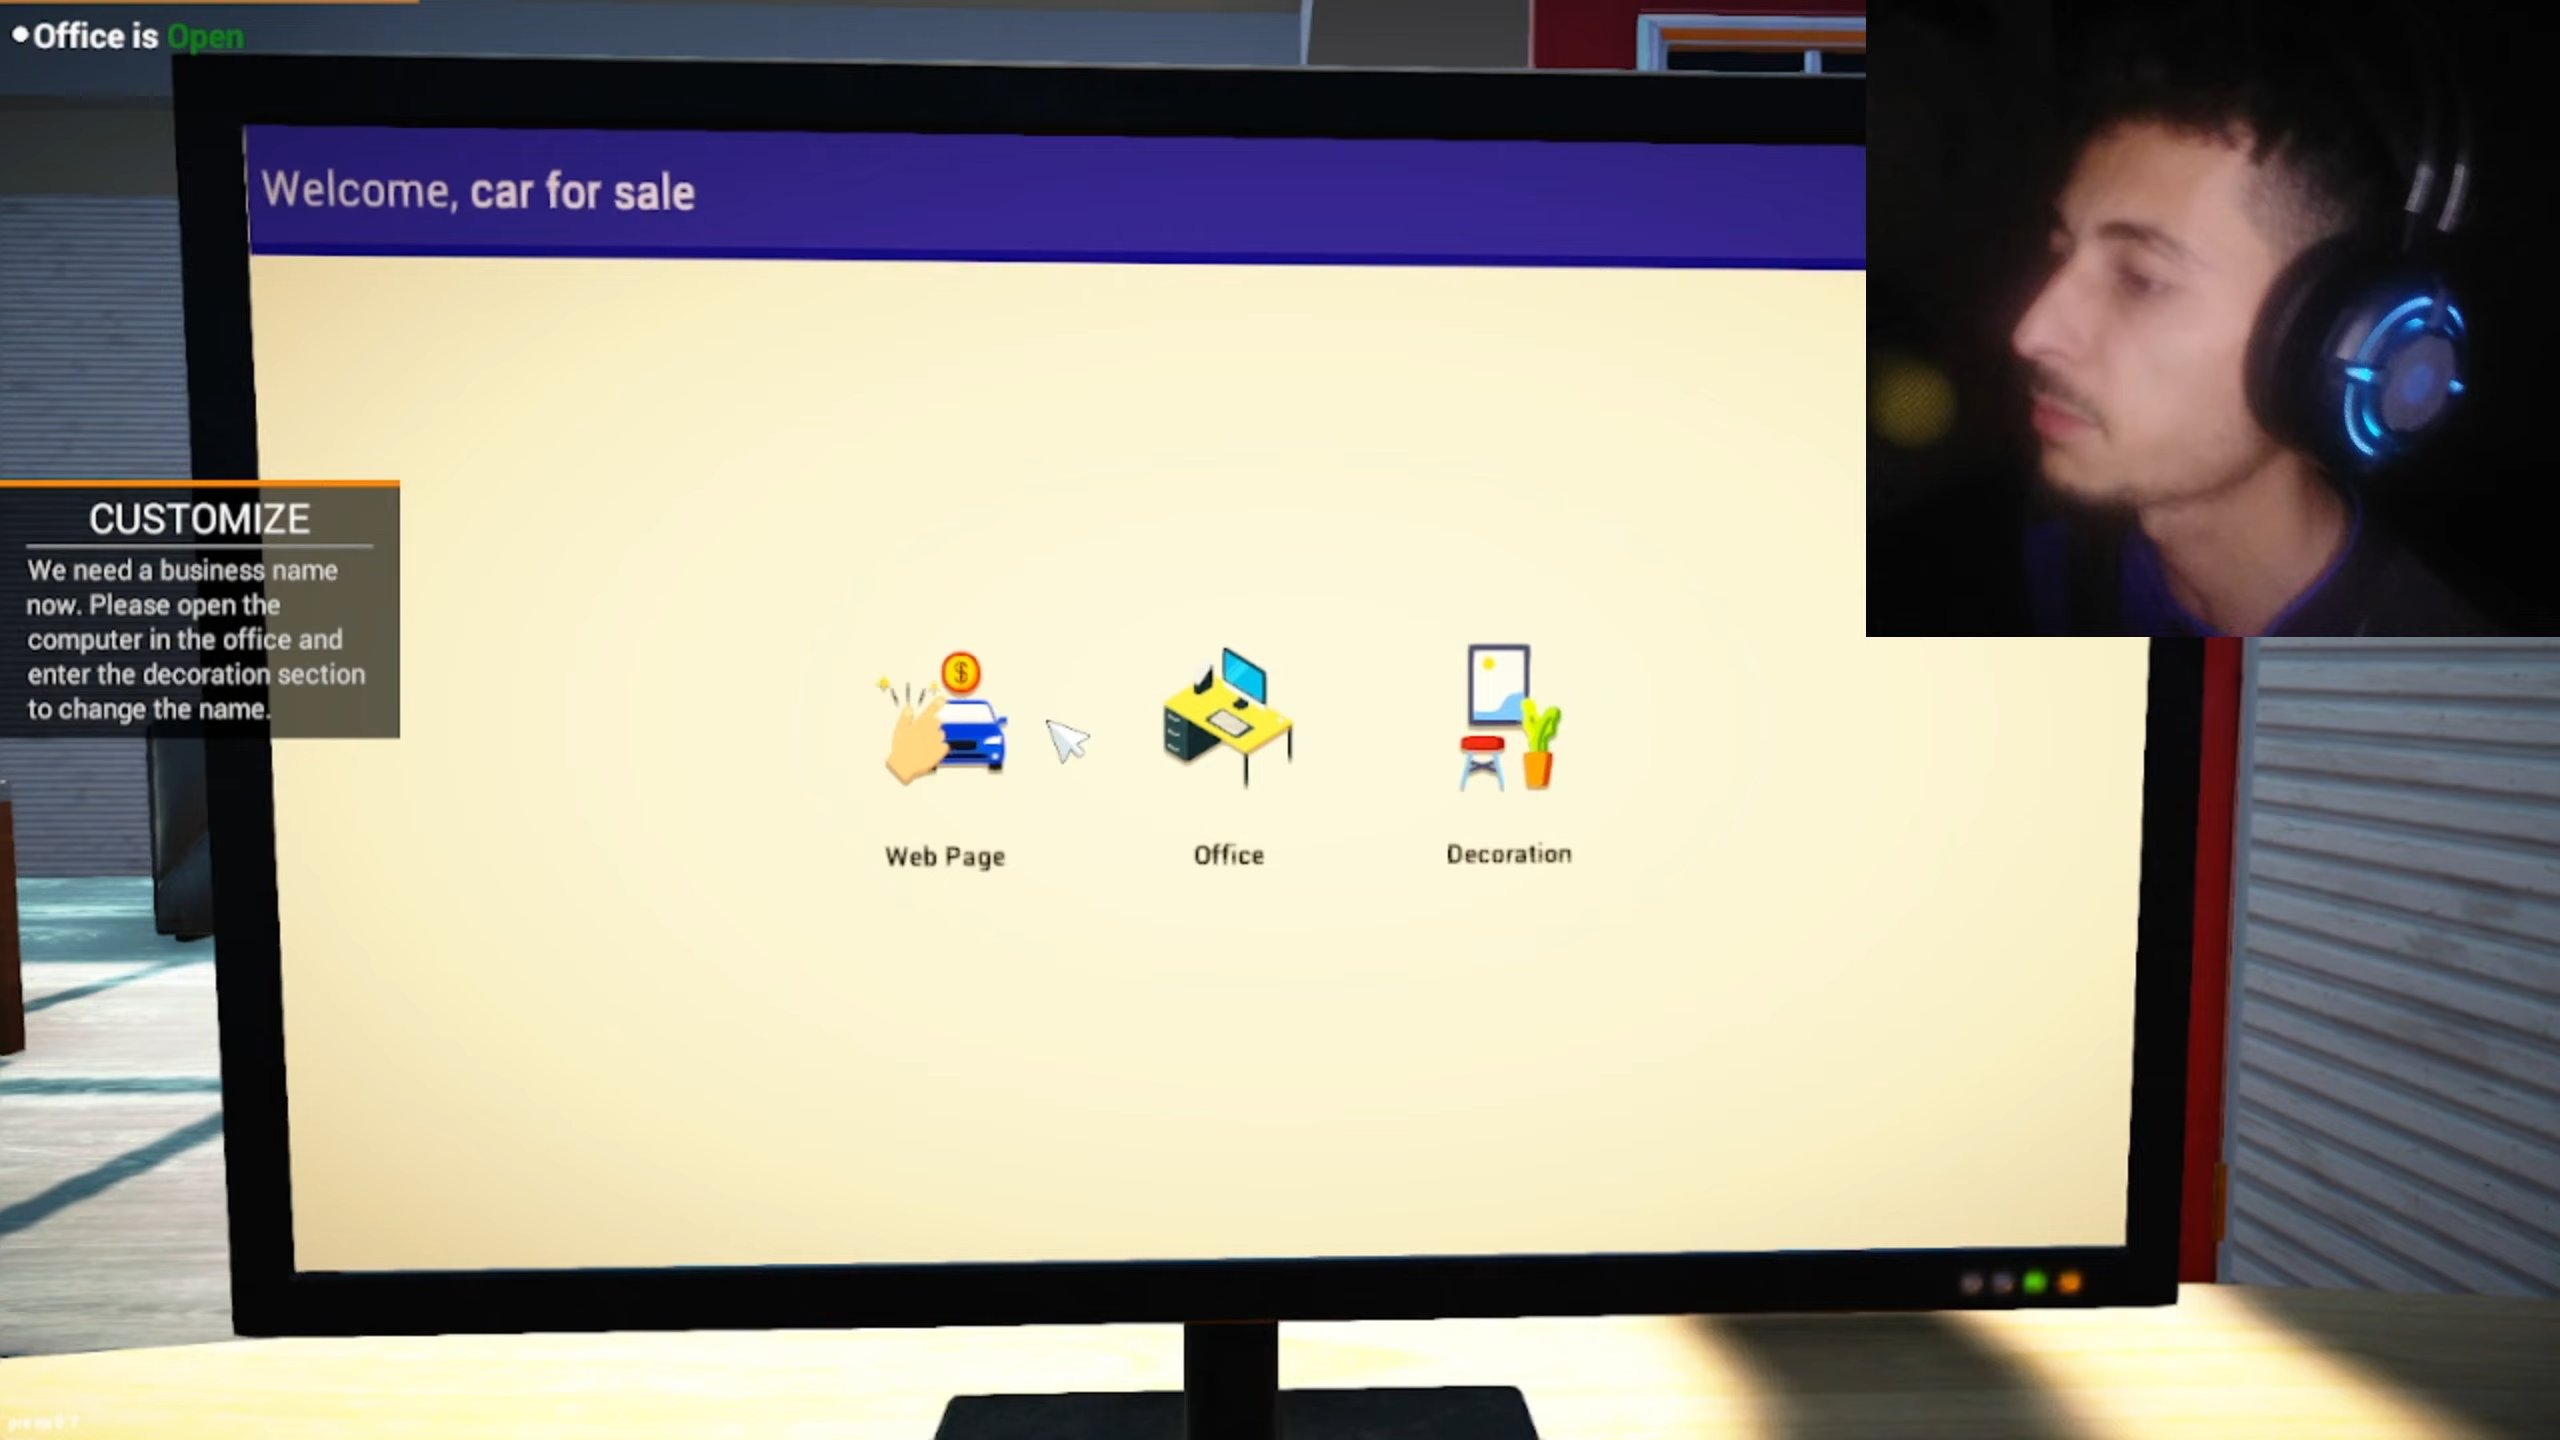 Office is Open
Welcome, car for sale
CUSTOMIZE
We need a business name
now. Please open the
computer in the office and
enter the decoration section
to change the name.
Web Page
Office
Decoration